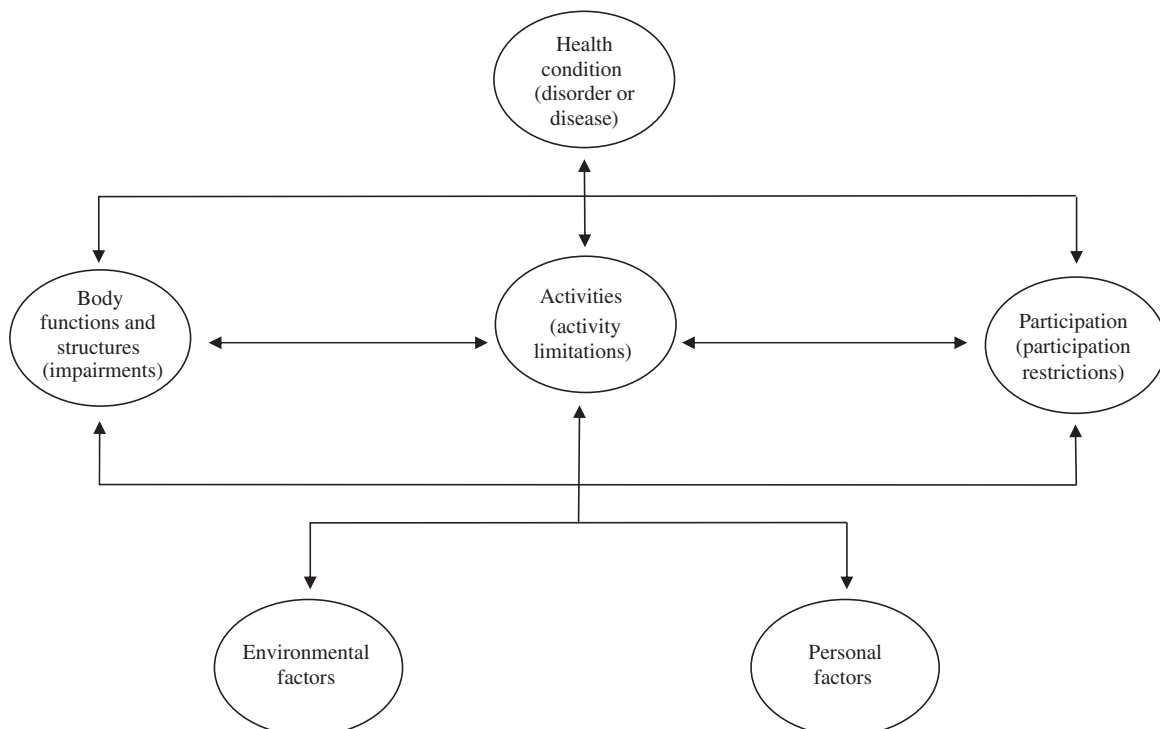 Health
condition
(disorder or
disease)
Body
functions and
structures
(impairments)
Activities
(activity
limitations)
Participation
(participation
restrictions)
Environmental
factors
Personal
factors